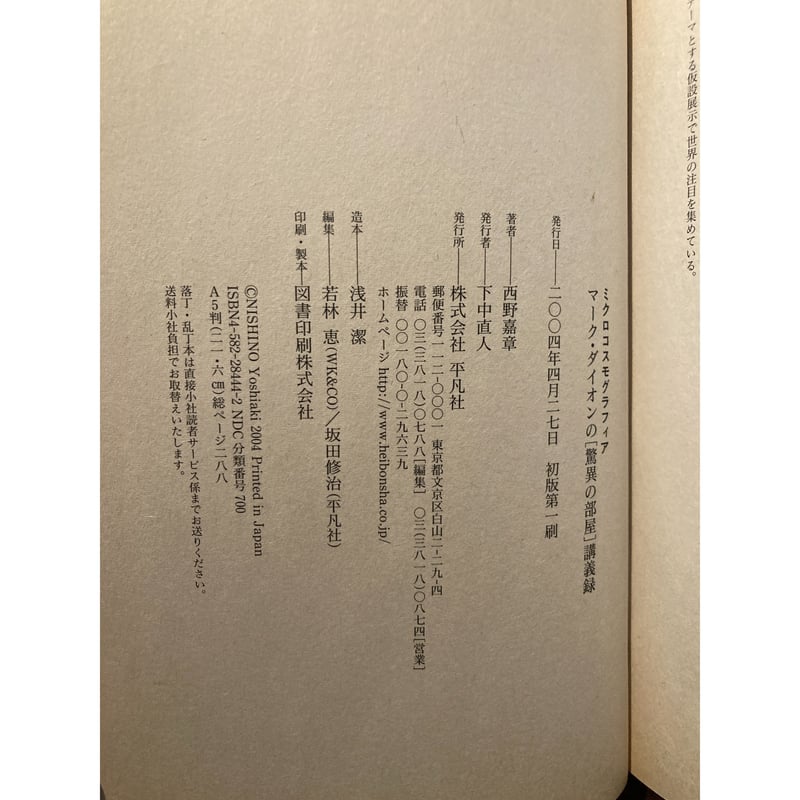 ーマとする仮設展示で世界の注目を集めている。
ミクロコスモグラフィア
マーク・ダイオンの[驚異の部屋]講義録
発行日――二〇〇四年四月二七日 初版第一刷
著者――西野嘉章
発行者――下中直人
発行所――株式会社 平凡社
郵便番号一一二-〇〇〇一 東京都文京区白山二-二九-四
電話 〇三(三八一八)〇七八八[編集] 〇三(三八一八)〇八七四[営業]
振替 〇〇一八〇-〇-二九六三九
ホームページ http://www.heibonsha.co.jp/
造本――浅井 潔
編集――若林 恵(WK&CO)／坂田修治(平凡社)
印刷・製本――図書印刷株式会社
©NISHINO Yoshiaki 2004 Printed in Japan
ISBN4-582-28444-2 NDC分類番号700
A5判(二一・六cm) 総ページ二八八
落丁・乱丁本は直接小社読者サービス係までお送りください。
送料小社負担でお取替えいたします。